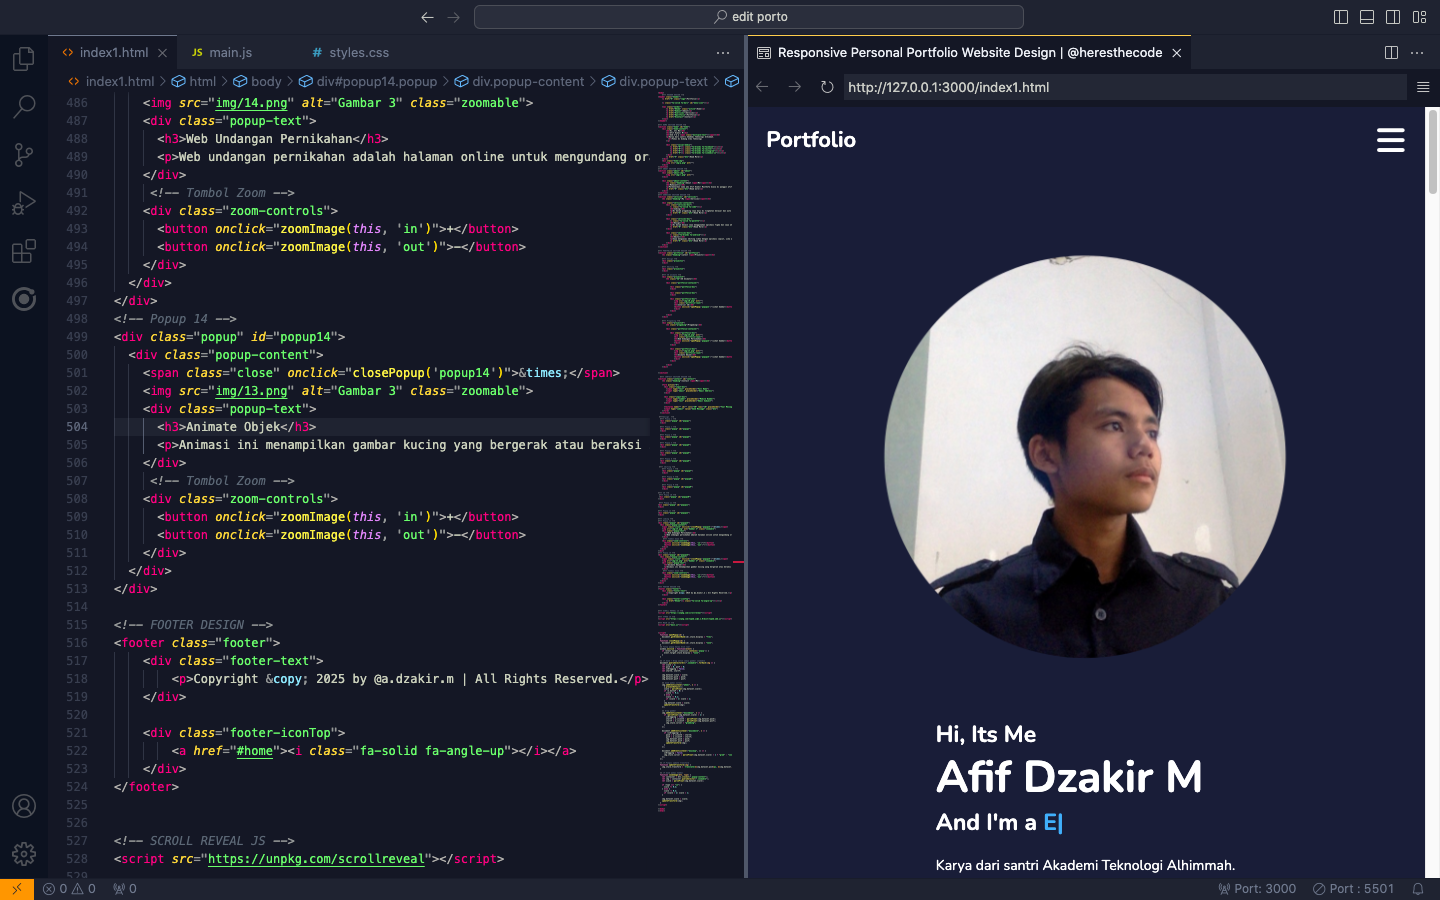 edit porto
index1.html
JS main.js
# styles.css
index1.html > html > body > div#popup14.popup > div.popup-content > div.popup-text >
486 <img src="img/14.png" alt="Gambar 3" class="zoomable">
487 <div class="popup-text">
488 <h3>Web Undangan Pernikahan</h3>
489 <p>Web undangan pernikahan adalah halaman online untuk mengundang
490 </div>
491 <!-- Tombol Zoom -->
492 <div class="zoom-controls">
493 <button onclick="zoomImage(this, 'in')">+</button>
494 <button onclick="zoomImage(this, 'out')">−</button>
495 </div>
496 </div>
497 </div>
498 <!-- Popup 14 -->
499 <div class="popup" id="popup14">
500 <div class="popup-content">
501 <span class="close" onclick="closePopup('popup14')">&times;</span>
502 <img src="img/13.png" alt="Gambar 3" class="zoomable">
503 <div class="popup-text">
504 <h3>Animate Objek</h3>
505 <p>Animasi ini menampilkan gambar kucing yang bergerak atau beraksi
506 </div>
507 <!-- Tombol Zoom -->
508 <div class="zoom-controls">
509 <button onclick="zoomImage(this, 'in')">+</button>
510 <button onclick="zoomImage(this, 'out')">−</button>
511 </div>
512 </div>
513 </div>
514
515 <!-- FOOTER DESIGN -->
516 <footer class="footer">
517 <div class="footer-text">
518 <p>Copyright &copy; 2025 by @a.dzakir.m | All Rights Reserved.</p>
519 </div>
520
521 <div class="footer-iconTop">
522 <a href="#home"><i class="fa-solid fa-angle-up"></i></a>
523 </div>
524 </footer>
525
526
527 <!-- SCROLL REVEAL JS -->
528 <script src="https://unpkg.com/scrollreveal"></script>
529
Responsive Personal Portfolio Website Design | @heresthecode
http://127.0.0.1:3000/index1.html
Portfolio
Hi, Its Me
Afif Dzakir M
And I'm a E|
Karya dari santri Akademi Teknologi Alhimmah.
0 0 0
Port: 3000
Port : 5501